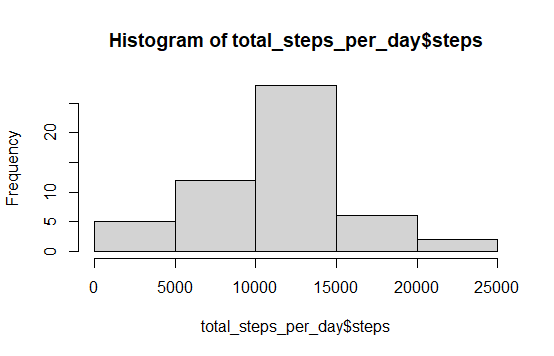 Histogram of total_steps_per_day$steps
Frequency
20
10
5
0
0 5000 10000 15000 20000 25000
total_steps_per_day$steps